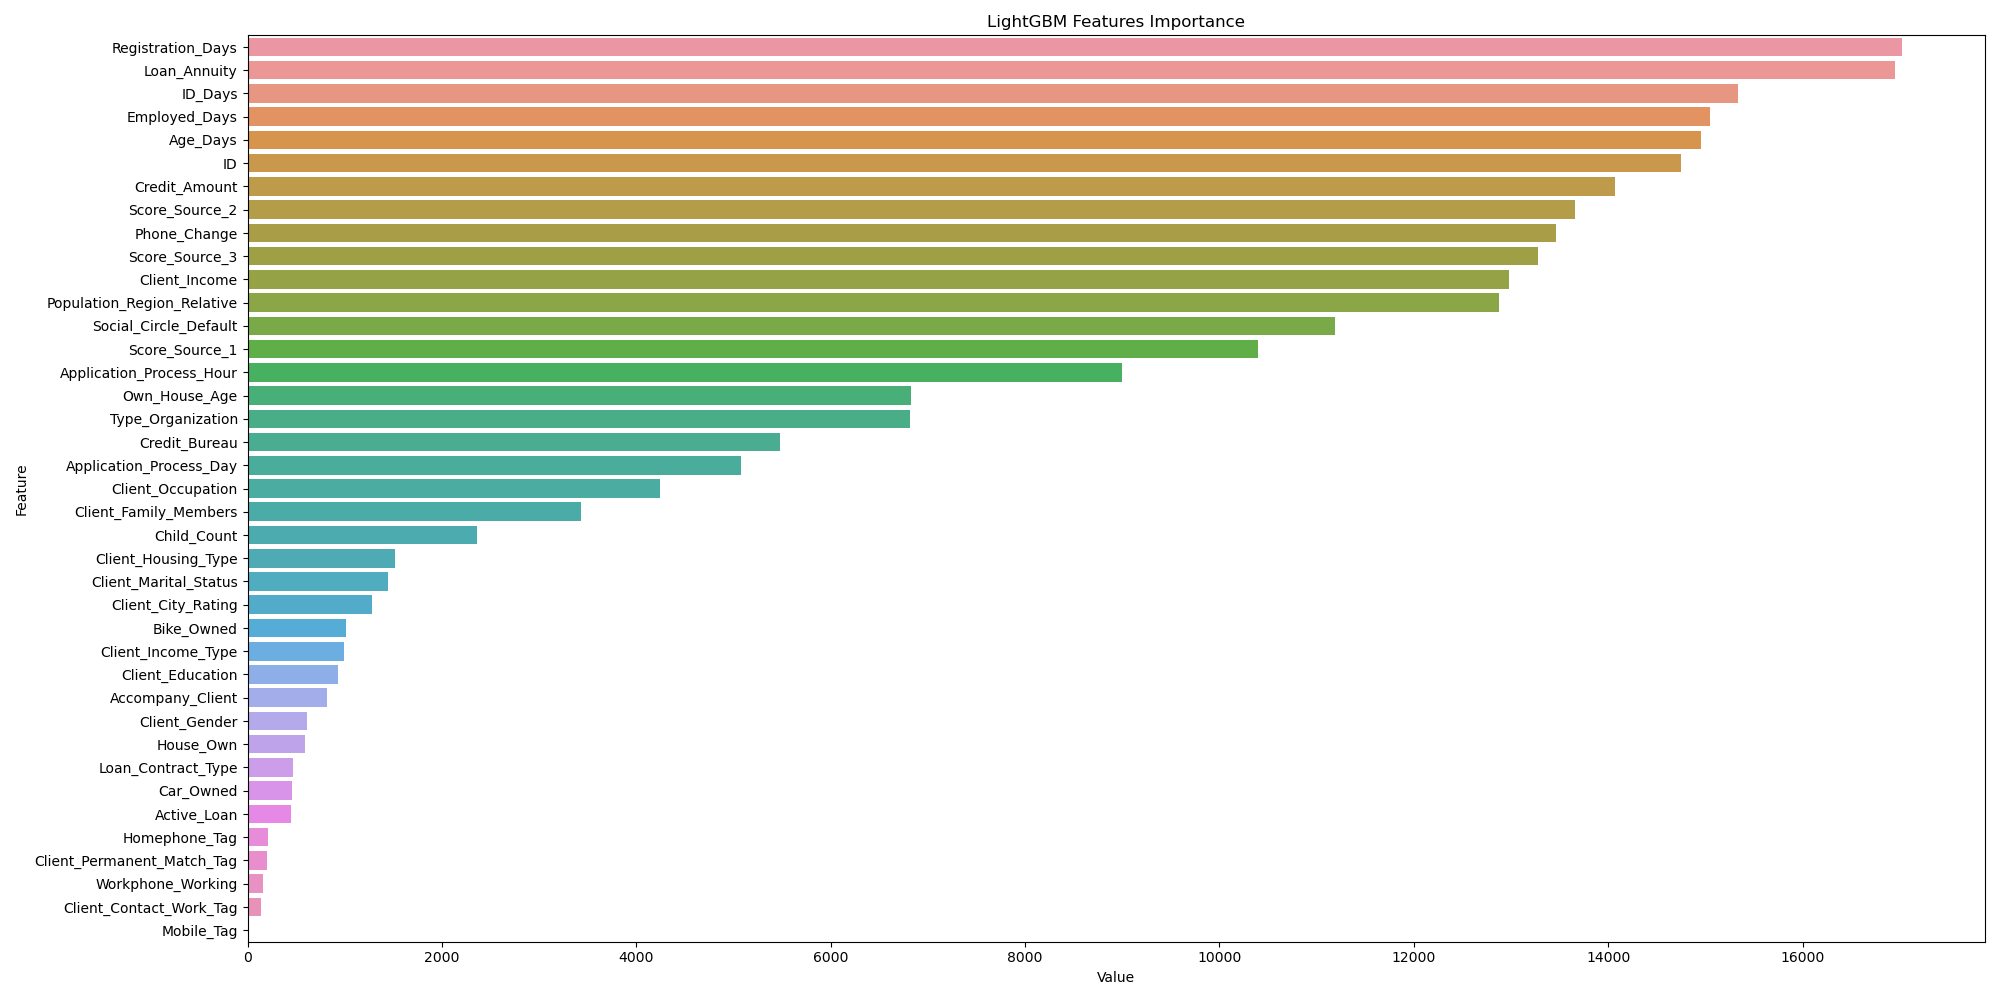 LightGBM Features Importance
Registration_Days
Loan_Annuity
ID_Days
Employed_Days
Age_Days
ID
Credit_Amount
Score_Source_2
Phone_Change
Score_Source_3
Client_Income
Population_Region_Relative
Social_Circle_Default
Score_Source_1
Application_Process_Hour
Own_House_Age
Type_Organization
Credit_Bureau
Application_Process_Day
Client_Occupation
Client_Family_Members
Child_Count
Client_Housing_Type
Client_Marital_Status
Client_City_Rating
Bike_Owned
Client_Income_Type
Client_Education
Accompany_Client
Client_Gender
House_Own
Loan_Contract_Type
Car_Owned
Active_Loan
Homephone_Tag
Client_Permanent_Match_Tag
Workphone_Working
Client_Contact_Work_Tag
Mobile_Tag
Feature
0 2000 4000 6000 8000 10000 12000 14000 16000
Value